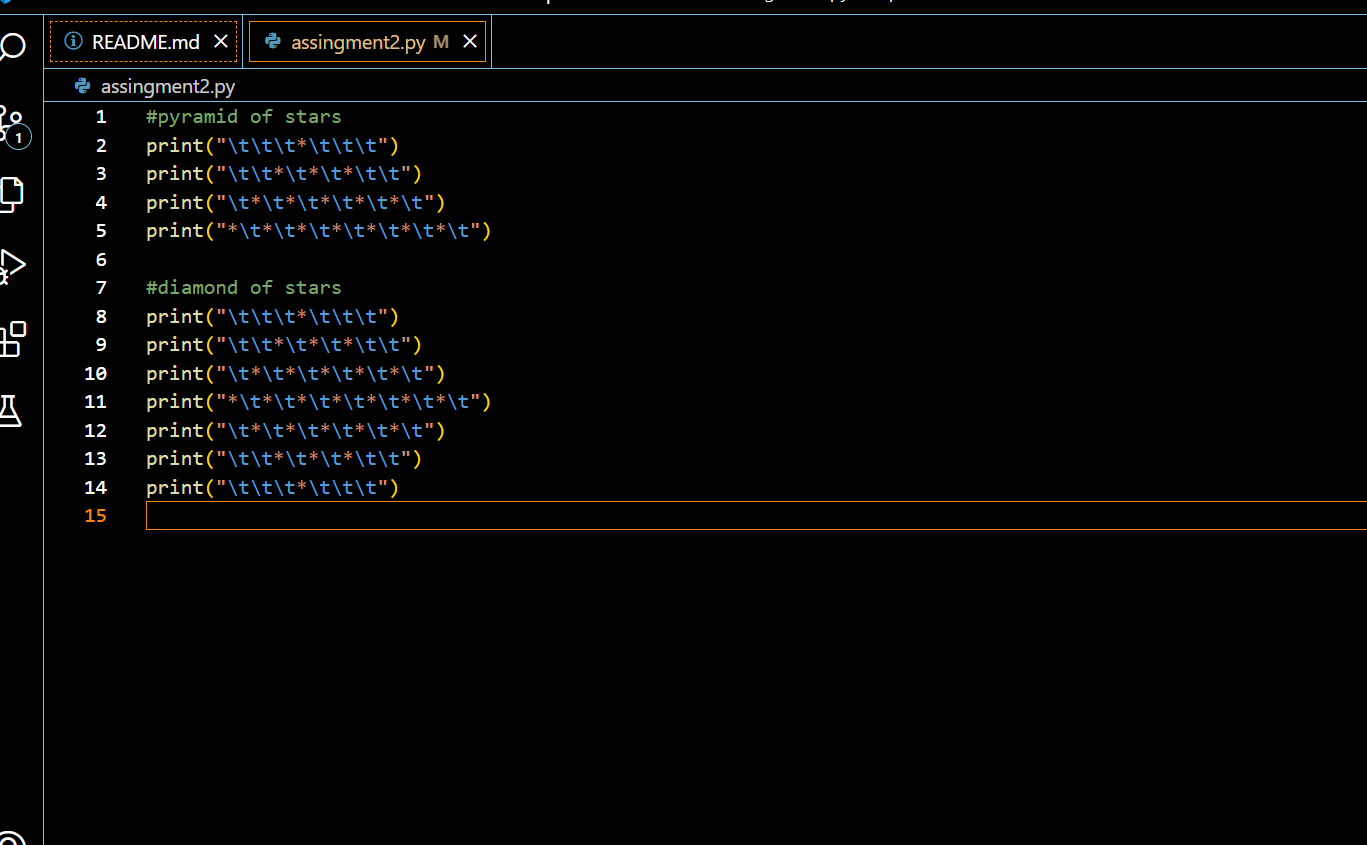 README.md
assingment2.py M
assingment2.py
1
1 #pyramid of stars
2 print("\t\t\t*\t\t\t")
3 print("\t\t*\t*\t*\t\t")
4 print("\t*\t*\t*\t*\t*\t")
5 print("*\t*\t*\t*\t*\t*\t*\t")
6
7 #diamond of stars
8 print("\t\t\t*\t\t\t")
9 print("\t\t*\t*\t*\t\t")
10 print("\t*\t*\t*\t*\t*\t")
11 print("*\t*\t*\t*\t*\t*\t*\t")
12 print("\t*\t*\t*\t*\t*\t")
13 print("\t\t*\t*\t*\t\t")
14 print("\t\t\t*\t\t\t")
15